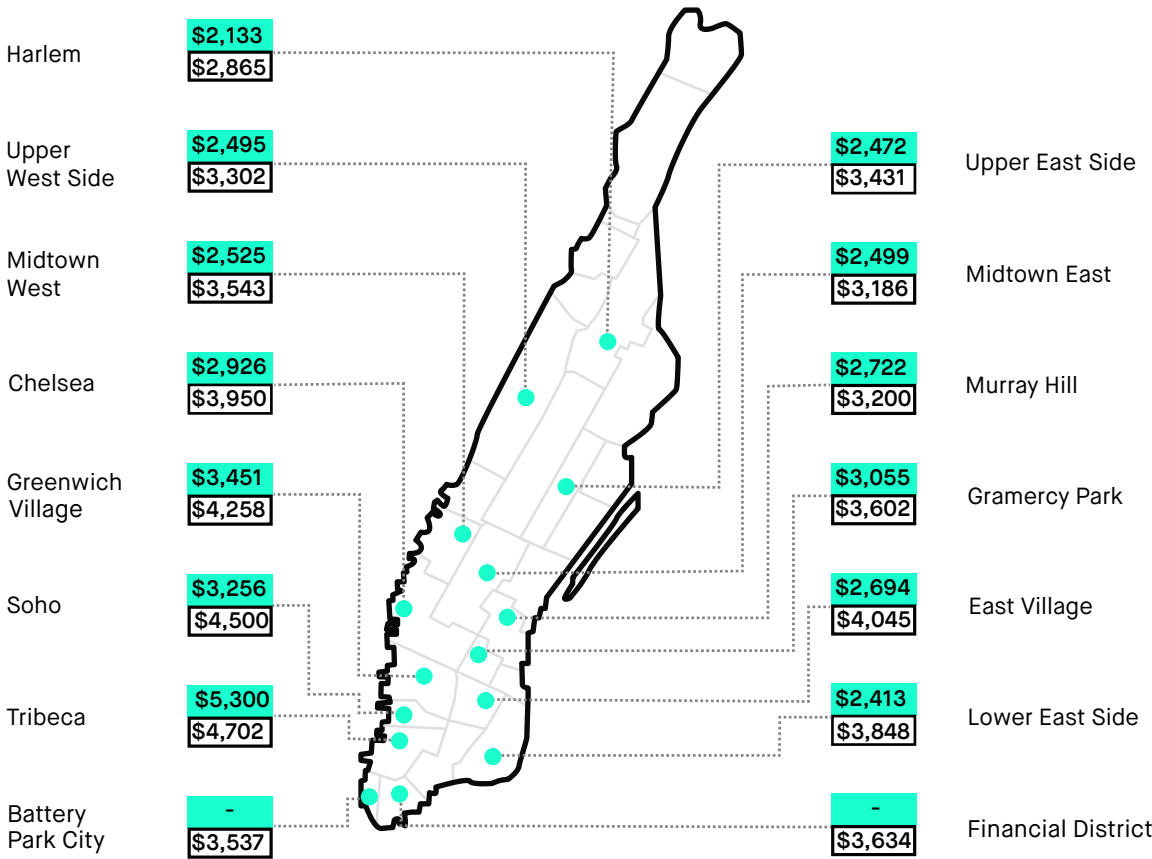 Harlem
$2,133
$2,865
Upper
West Side
$2,495
$3,302
Midtown
West
$2,525
$3,543
Chelsea
$2,926
$3,950
Greenwich
Village
$3,451
$4,258
Soho
$3,256
$4,500
Tribeca
$5,300
$4,702
Battery
Park City
-
$3,537
$2,472
$3,431
Upper East Side
$2,499
$3,186
Midtown East
$2,722
$3,200
Murray Hill
$3,055
$3,602
Gramercy Park
$2,694
$4,045
East Village
$2,413
$3,848
Lower East Side
-
$3,634
Financial District